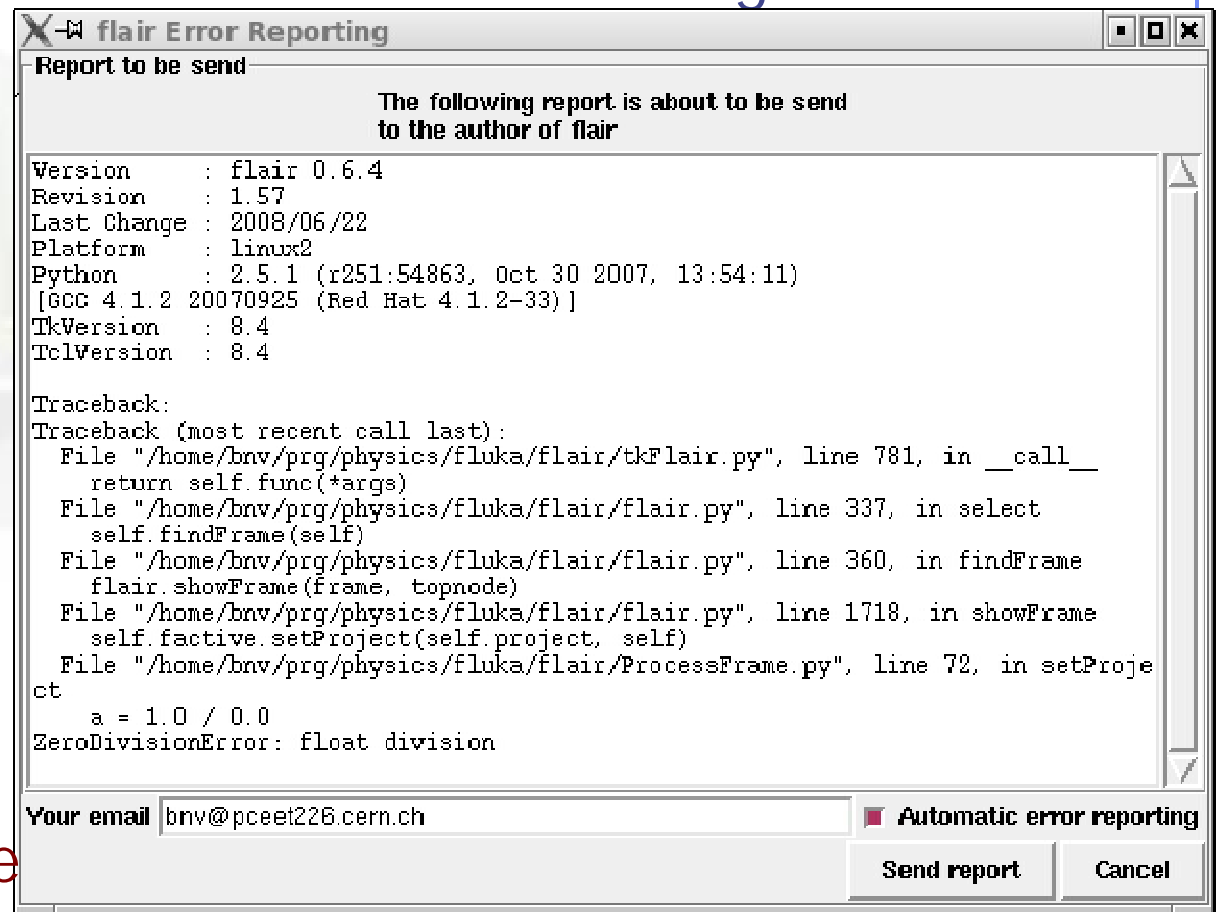 flair Error Reporting
Report to be send
The following report is about to be send
to the author of flair
Version : flair 0.6.4
Revision : 1.57
Last Change : 2008/06/22
Platform : linux2
Python : 2.5.1 (r251:54863, Oct 30 2007, 13:54:11)
[GCC 4.1.2 20070925 (Red Hat 4.1.2-33)]
TkVersion : 8.4
TclVersion : 8.4
Traceback:
Traceback (most recent call last):
File "/home/bnv/prg/physics/fluka/flair/tkFlair.py", line 781, in __call__
return self.func(*args)
File "/home/bnv/prg/physics/fluka/flair/flair.py", line 337, in select
self.findFrame(self)
File "/home/bnv/prg/physics/fluka/flair/flair.py", line 360, in findFrame
flair.showFrame(frame, topnode)
File "/home/bnv/prg/physics/fluka/flair/flair.py", line 1718, in showFrame
self.factive.setProject(self.project, self)
File "/home/bnv/prg/physics/fluka/flair/ProcessFrame.py", line 72, in setProje
ct
a = 1.0 / 0.0
ZeroDivisionError: float division
Your email bnv@pceet226.cern.ch Automatic error reporting
e
Send report Cancel